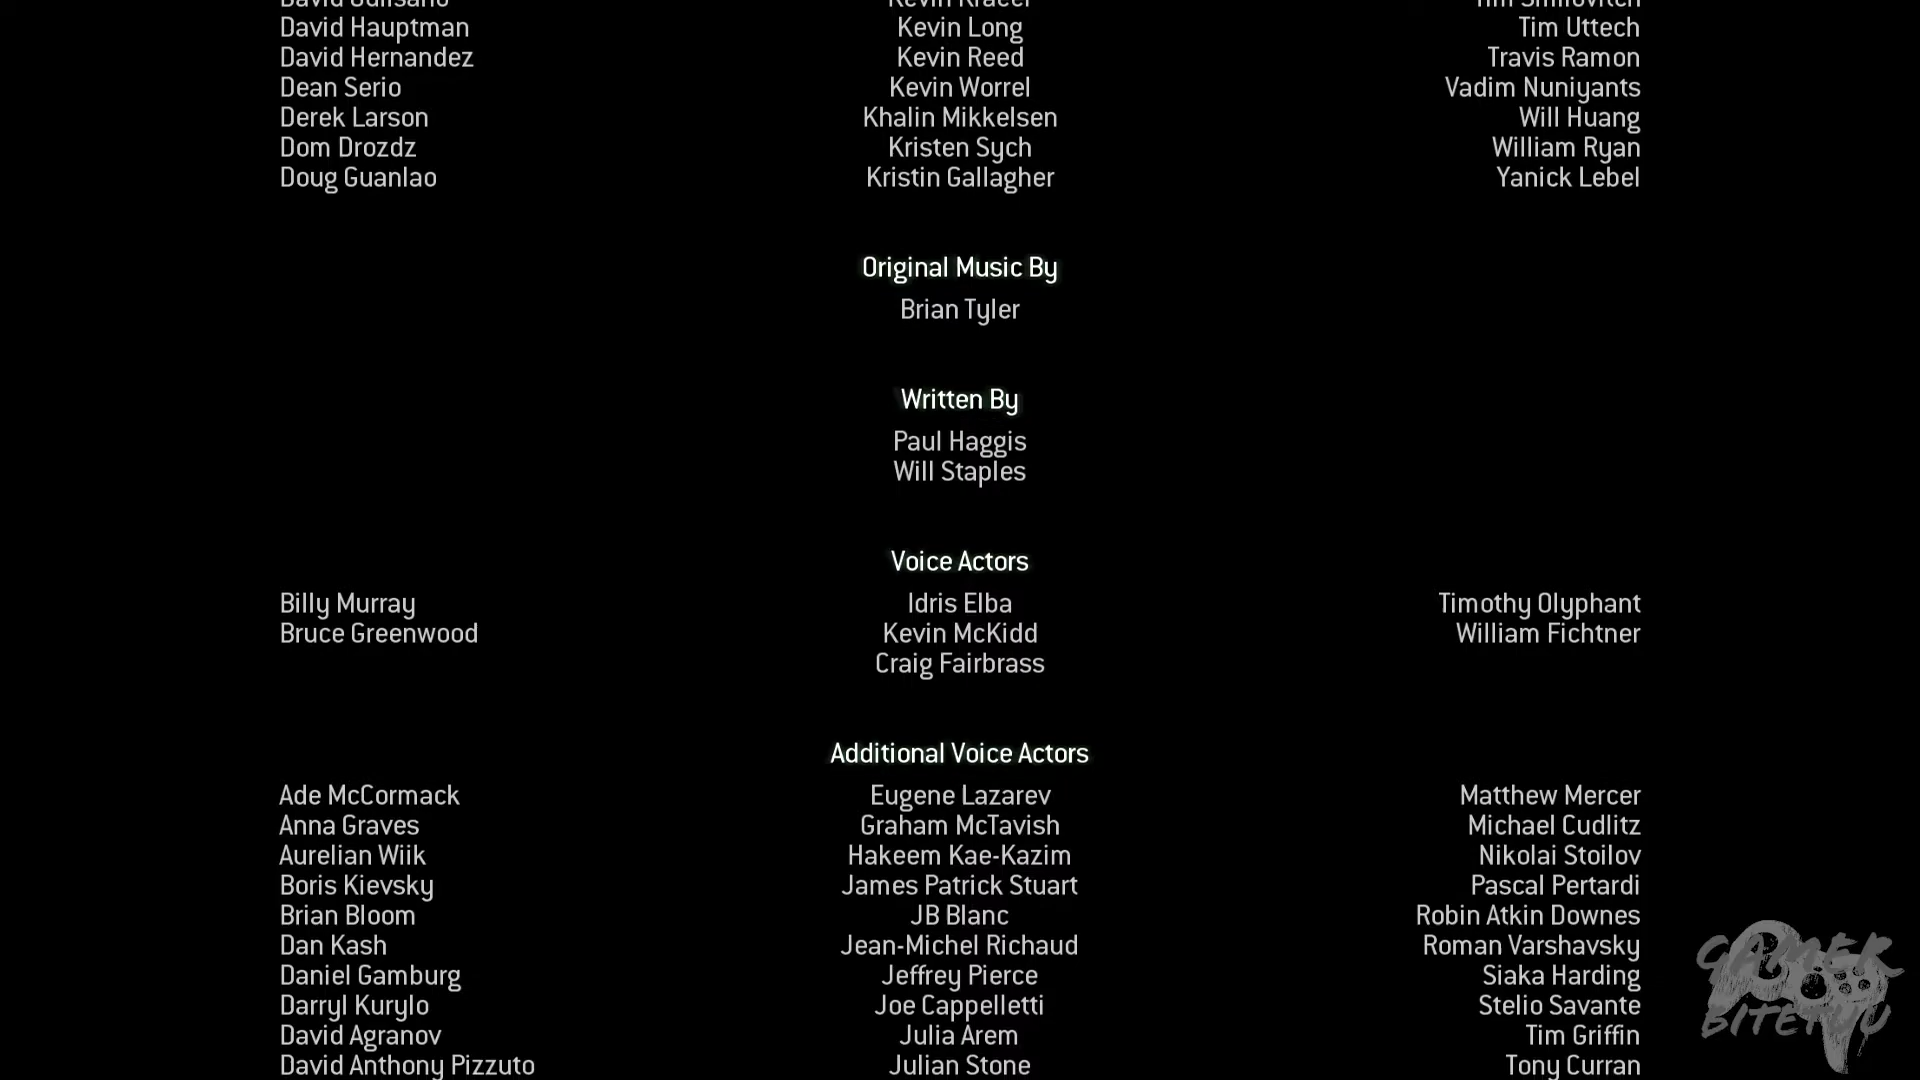 David Hauptman Kevin Long Tim Uttech
David Hernandez Kevin Reed Travis Ramon
Dean Serio Kevin Worrel Vadim Nuniyants
Derek Larson Khalin Mikkelsen Will Huang
Dom Drozdz Kristen Sych William Ryan
Doug Guanlao Kristin Gallagher Yanick Lebel
Original Music By
Brian Tyler
Written By
Paul Haggis
Will Staples
Voice Actors
Billy Murray Idris Elba Timothy Olyphant
Bruce Greenwood Kevin McKidd William Fichtner
Craig Fairbrass
Additional Voice Actors
Ade McCormack Eugene Lazarev Matthew Mercer
Anna Graves Graham McTavish Michael Cudlitz
Aurelian Wiik Hakeem Kae-Kazim Nikolai Stoilov
Boris Kievsky James Patrick Stuart Pascal Pertardi
Brian Bloom JB Blanc Robin Atkin Downes
Dan Kash Jean-Michel Richaud Roman Varshavsky
Daniel Gamburg Jeffrey Pierce Siaka Harding
Darryl Kurylo Joe Cappelletti Stelio Savante
David Agranov Julia Arem Tim Griffin
David Anthony Pizzuto Julian Stone Tony Curran
GAMER